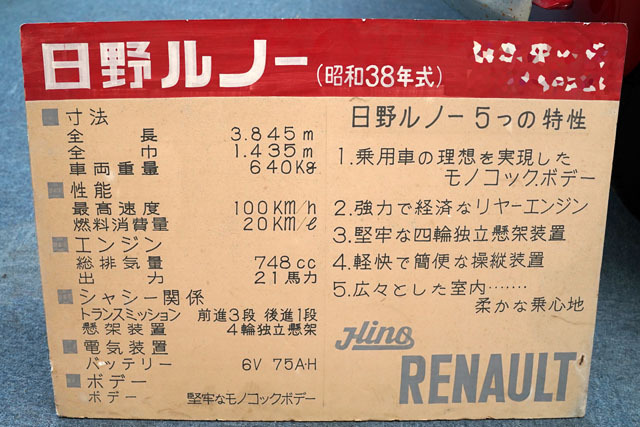 日野ルノー(昭和38年式)
寸法
全長 3.845m
全巾 1.435m
車両重量 640Kg
性能
最高速度 100KM/h
燃料消費量 20KM/ℓ
エンジン
総排気量 748cc
出力 21馬力
シャシー関係
トランスミッション 前進3段 後進1段
懸架装置 4輪独立懸架
電気装置
バッテリー 6V 75A·H
ボデー
ボデー 堅牢なモノコックボデー
日野ルノー5つの特性
1.乗用車の理想を実現した
モノコックボデー
2.強力で経済なリヤーエンジン
3.堅牢な四輪独立懸架装置
4.軽快で簡便な操縦装置
5.広々とした室内·······
柔かな乗心地
Hino
RENAULT